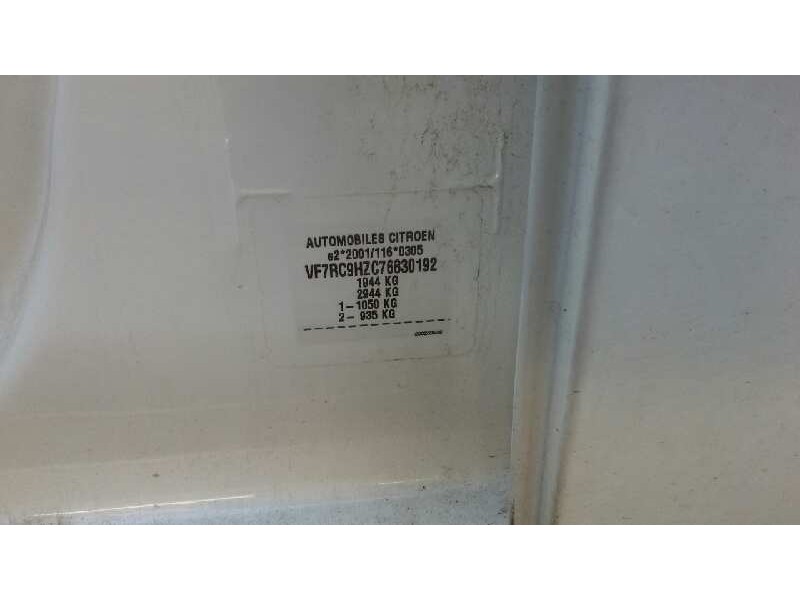 AUTOMOBILES CITROEN
e2*2001/116*0305
VF7RC9HZC76630192
1944 KG
2944 KG
1- 1050 KG
2- 935 KG